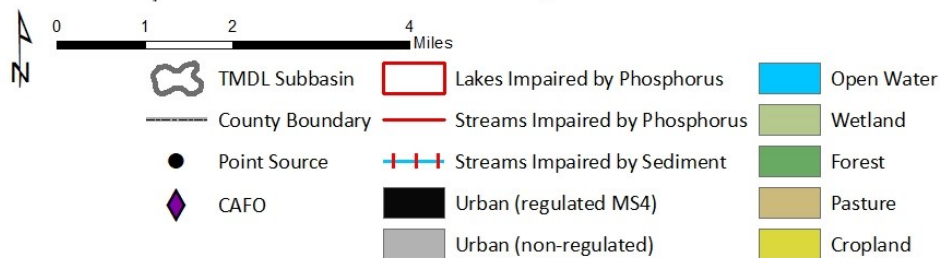 0 1 2 4
Miles
N
TMDL Subbasin
County Boundary
Point Source
CAFO
Lakes Impaired by Phosphorus
Streams Impaired by Phosphorus
Streams Impaired by Sediment
Urban (regulated MS4)
Urban (non-regulated)
Open Water
Wetland
Forest
Pasture
Cropland